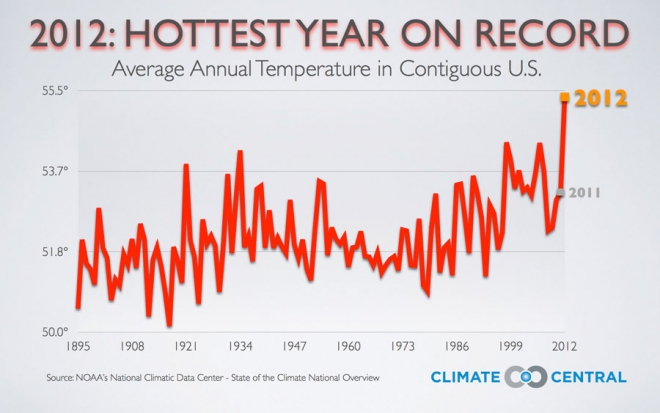 2012: HOTTEST YEAR ON RECORD
Average Annual Temperature in Contiguous U.S.
55.5°
2012
53.7°
2011
51.8°
50.0°
1895 1908 1921 1934 1947 1960 1973 1986 1999 2012
Source: NOAA's National Climatic Data Center - State of the Climate National Overview
CLIMATE CENTRAL